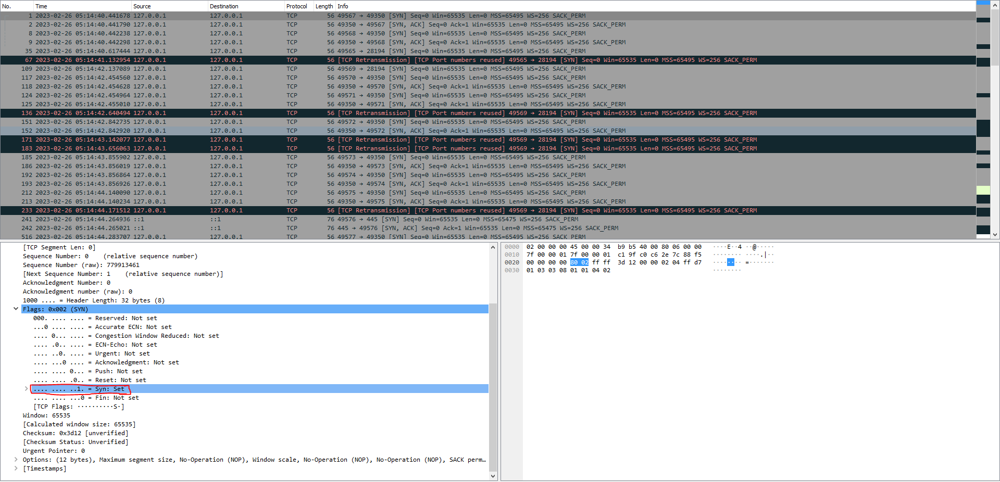 No. Time Source Destination Protocol Length Info
1 2023-02-26 05:14:40.441678 127.0.0.1 127.0.0.1 TCP 56 49567 → 49350 [SYN] Seq=0 Win=65535 Len=0 MSS=65495 WS=256 SACK_PERM
2 2023-02-26 05:14:40.441790 127.0.0.1 127.0.0.1 TCP 56 49350 → 49567 [SYN, ACK] Seq=0 Ack=1 Win=65535 Len=0 MSS=65495 WS=256 SACK_PERM
8 2023-02-26 05:14:40.442238 127.0.0.1 127.0.0.1 TCP 56 49568 → 49350 [SYN] Seq=0 Win=65535 Len=0 MSS=65495 WS=256 SACK_PERM
9 2023-02-26 05:14:40.442298 127.0.0.1 127.0.0.1 TCP 56 49350 → 49568 [SYN, ACK] Seq=0 Ack=1 Win=65535 Len=0 MSS=65495 WS=256 SACK_PERM
35 2023-02-26 05:14:40.617444 127.0.0.1 127.0.0.1 TCP 56 49565 → 28194 [SYN] Seq=0 Win=65535 Len=0 MSS=65495 WS=256 SACK_PERM
67 2023-02-26 05:14:41.132954 127.0.0.1 127.0.0.1 TCP 56 [TCP Retransmission] [TCP Port numbers reused] 49565 → 28194 [SYN] Seq=0 Win=65535 Len=0 MSS=65495 WS=256 SACK_PERM
109 2023-02-26 05:14:42.137089 127.0.0.1 127.0.0.1 TCP 56 49569 → 28194 [SYN] Seq=0 Win=65535 Len=0 MSS=65495 WS=256 SACK_PERM
117 2023-02-26 05:14:42.454560 127.0.0.1 127.0.0.1 TCP 56 49570 → 49350 [SYN] Seq=0 Win=65535 Len=0 MSS=65495 WS=256 SACK_PERM
118 2023-02-26 05:14:42.454628 127.0.0.1 127.0.0.1 TCP 56 49350 → 49570 [SYN, ACK] Seq=0 Ack=1 Win=65535 Len=0 MSS=65495 WS=256 SACK_PERM
124 2023-02-26 05:14:42.454964 127.0.0.1 127.0.0.1 TCP 56 49571 → 49350 [SYN] Seq=0 Win=65535 Len=0 MSS=65495 WS=256 SACK_PERM
125 2023-02-26 05:14:42.455010 127.0.0.1 127.0.0.1 TCP 56 49350 → 49571 [SYN, ACK] Seq=0 Ack=1 Win=65535 Len=0 MSS=65495 WS=256 SACK_PERM
136 2023-02-26 05:14:42.640494 127.0.0.1 127.0.0.1 TCP 56 [TCP Retransmission] [TCP Port numbers reused] 49569 → 28194 [SYN] Seq=0 Win=65535 Len=0 MSS=65495 WS=256 SACK_PERM
151 2023-02-26 05:14:42.842735 127.0.0.1 127.0.0.1 TCP 56 49572 → 49350 [SYN] Seq=0 Win=65535 Len=0 MSS=65495 WS=256 SACK_PERM
152 2023-02-26 05:14:42.842920 127.0.0.1 127.0.0.1 TCP 56 49350 → 49572 [SYN, ACK] Seq=0 Ack=1 Win=65535 Len=0 MSS=65495 WS=256 SACK_PERM
171 2023-02-26 05:14:43.142077 127.0.0.1 127.0.0.1 TCP 56 [TCP Retransmission] [TCP Port numbers reused] 49569 → 28194 [SYN] Seq=0 Win=65535 Len=0 MSS=65495 WS=256 SACK_PERM
183 2023-02-26 05:14:43.656063 127.0.0.1 127.0.0.1 TCP 56 [TCP Retransmission] [TCP Port numbers reused] 49569 → 28194 [SYN] Seq=0 Win=65535 Len=0 MSS=65495 WS=256 SACK_PERM
185 2023-02-26 05:14:43.855902 127.0.0.1 127.0.0.1 TCP 56 49573 → 49350 [SYN] Seq=0 Win=65535 Len=0 MSS=65495 WS=256 SACK_PERM
186 2023-02-26 05:14:43.856019 127.0.0.1 127.0.0.1 TCP 56 49350 → 49573 [SYN, ACK] Seq=0 Ack=1 Win=65535 Len=0 MSS=65495 WS=256 SACK_PERM
192 2023-02-26 05:14:43.856864 127.0.0.1 127.0.0.1 TCP 56 49574 → 49350 [SYN] Seq=0 Win=65535 Len=0 MSS=65495 WS=256 SACK_PERM
193 2023-02-26 05:14:43.856926 127.0.0.1 127.0.0.1 TCP 56 49350 → 49574 [SYN, ACK] Seq=0 Ack=1 Win=65535 Len=0 MSS=65495 WS=256 SACK_PERM
212 2023-02-26 05:14:44.140090 127.0.0.1 127.0.0.1 TCP 56 49575 → 49350 [SYN] Seq=0 Win=65535 Len=0 MSS=65495 WS=256 SACK_PERM
213 2023-02-26 05:14:44.140234 127.0.0.1 127.0.0.1 TCP 56 49350 → 49575 [SYN, ACK] Seq=0 Ack=1 Win=65535 Len=0 MSS=65495 WS=256 SACK_PERM
233 2023-02-26 05:14:44.171512 127.0.0.1 127.0.0.1 TCP 56 [TCP Retransmission] [TCP Port numbers reused] 49569 → 28194 [SYN] Seq=0 Win=65535 Len=0 MSS=65495 WS=256 SACK_PERM
241 2023-02-26 05:14:44.264936 ::1 ::1 TCP 76 49576 → 445 [SYN] Seq=0 Win=65535 Len=0 MSS=65475 WS=256 SACK_PERM
242 2023-02-26 05:14:44.265021 ::1 ::1 TCP 76 445 → 49576 [SYN, ACK] Seq=0 Ack=1 Win=65535 Len=0 MSS=65475 WS=256 SACK_PERM
516 2023-02-26 05:14:44.283707 127.0.0.1 127.0.0.1 TCP 56 49577 → 49350 [SYN] Seq=0 Win=65535 Len=0 MSS=65495 WS=256 SACK_PERM
[TCP Segment Len: 0]
Sequence Number: 0 (relative sequence number)
Sequence Number (raw): 779913461
[Next Sequence Number: 1 (relative sequence number)]
Acknowledgment Number: 0
Acknowledgment number (raw): 0
1000 .... = Header Length: 32 bytes (8)
Flags: 0x002 (SYN)
000. .... .... = Reserved: Not set
...0 .... .... = Accurate ECN: Not set
.... 0... .... = Congestion Window Reduced: Not set
.... .0.. .... = ECN-Echo: Not set
.... ..0. .... = Urgent: Not set
.... ...0 .... = Acknowledgment: Not set
.... .... 0... = Push: Not set
.... .... .0.. = Reset: Not set
.... .... ..1. = Syn: Set
.... .... ...0 = Fin: Not set
[TCP Flags: ··········S·]
Window: 65535
[Calculated window size: 65535]
Checksum: 0x3d12 [unverified]
[Checksum Status: Unverified]
Urgent Pointer: 0
Options: (12 bytes), Maximum segment size, No-Operation (NOP), Window scale, No-Operation (NOP), No-Operation (NOP), SACK perm…
[Timestamps]
0000 02 00 00 00 45 00 00 34 b9 b5 40 00 80 06 00 00 ····E··4 ··@·····
0010 7f 00 00 01 7f 00 00 01 c1 9f c0 c6 2e 7c 88 f5 ········ ····.|··
0020 00 00 00 00 80 02 ff ff 3d 12 00 00 02 04 ff d7 ········ =·······
0030 01 03 03 08 01 01 04 02 ········